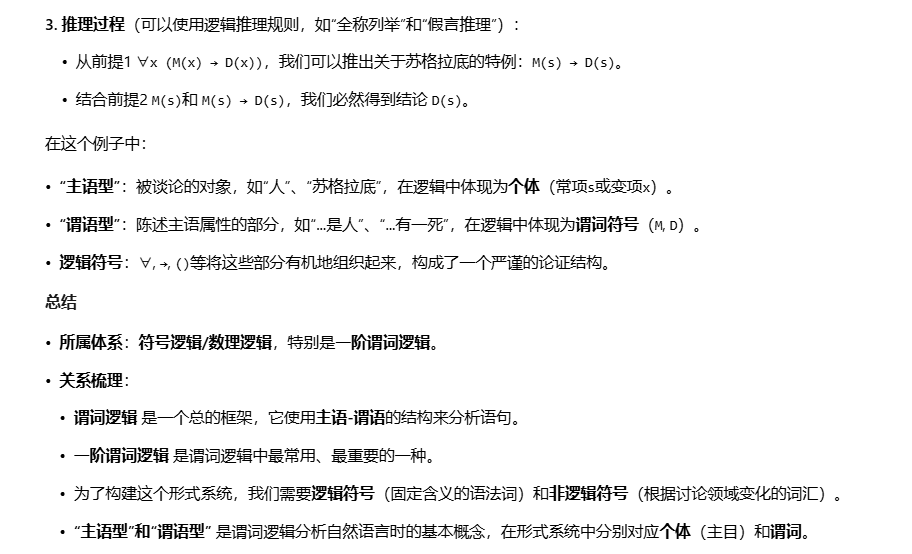 3. 推理过程（可以使用逻辑推理规则，如“全称列举”和“假言推理”）：
• 从前提1 ∀x (M(x) → D(x))，我们可以推出关于苏格拉底的特例：M(s) → D(s)。
• 结合前提2 M(s)和 M(s) → D(s)，我们必然得到结论 D(s)。
在这个例子中：
• “主语型”：被谈论的对象，如“人”、“苏格拉底”，在逻辑中体现为个体（常项s或变项x）。
• “谓语型”：陈述主语属性的部分，如“...是人”、“...有一死”，在逻辑中体现为谓词符号（M, D）。
• 逻辑符号：∀, →, ()等将这些部分有机地组织起来，构成了一个严谨的论证结构。
总结
• 所属体系：符号逻辑/数理逻辑，特别是一阶谓词逻辑。
• 关系梳理：
• 谓词逻辑 是一个总的框架，它使用主语-谓语的结构来分析语句。
• 一阶谓词逻辑 是谓词逻辑中最常用、最重要的一种。
• 为了构建这个形式系统，我们需要逻辑符号（固定含义的语法词）和非逻辑符号（根据讨论领域变化的词汇）。
• “主语型”和“谓语型” 是谓词逻辑分析自然语言时的基本概念，在形式系统中分别对应个体（主目）和谓词。